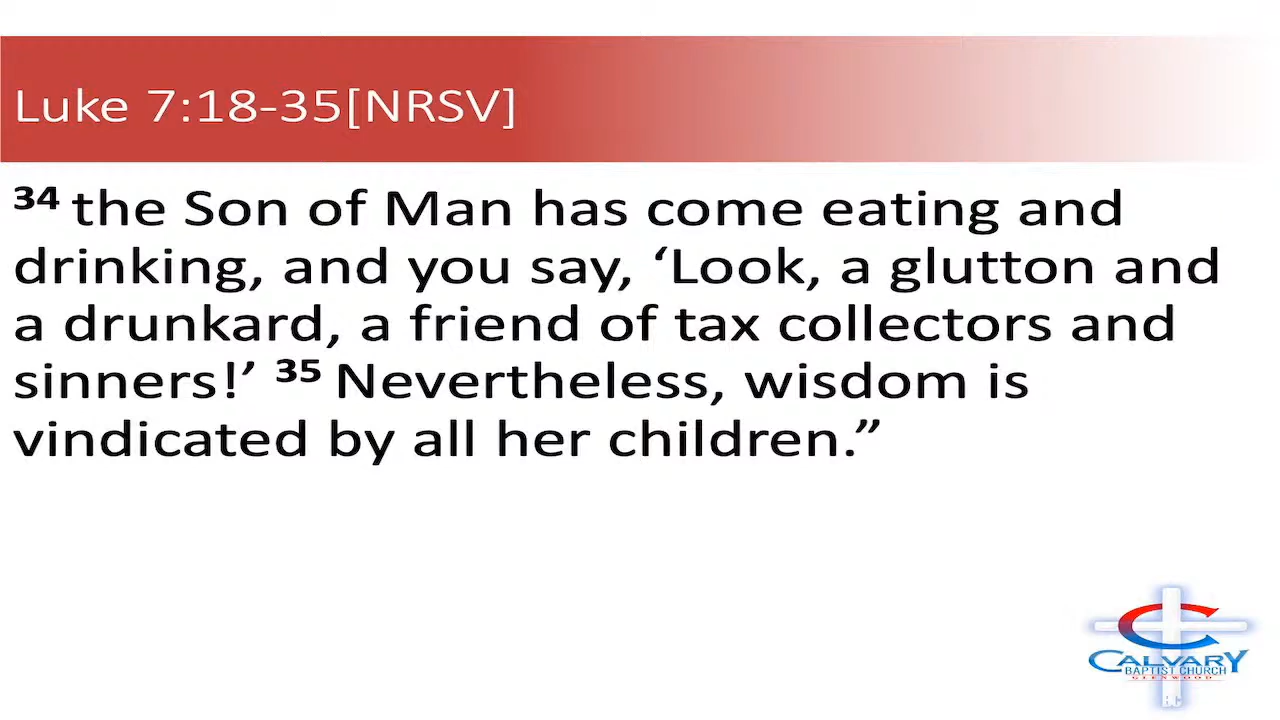 Luke 7:18-35[NRSV]
34 the Son of Man has come eating and
drinking, and you say, ‘Look, a glutton and
a drunkard, a friend of tax collectors and
sinners!’ 35 Nevertheless, wisdom is
vindicated by all her children.”
C
CALVARY
BAPTIST CHURCH
GLENWOOD
BC